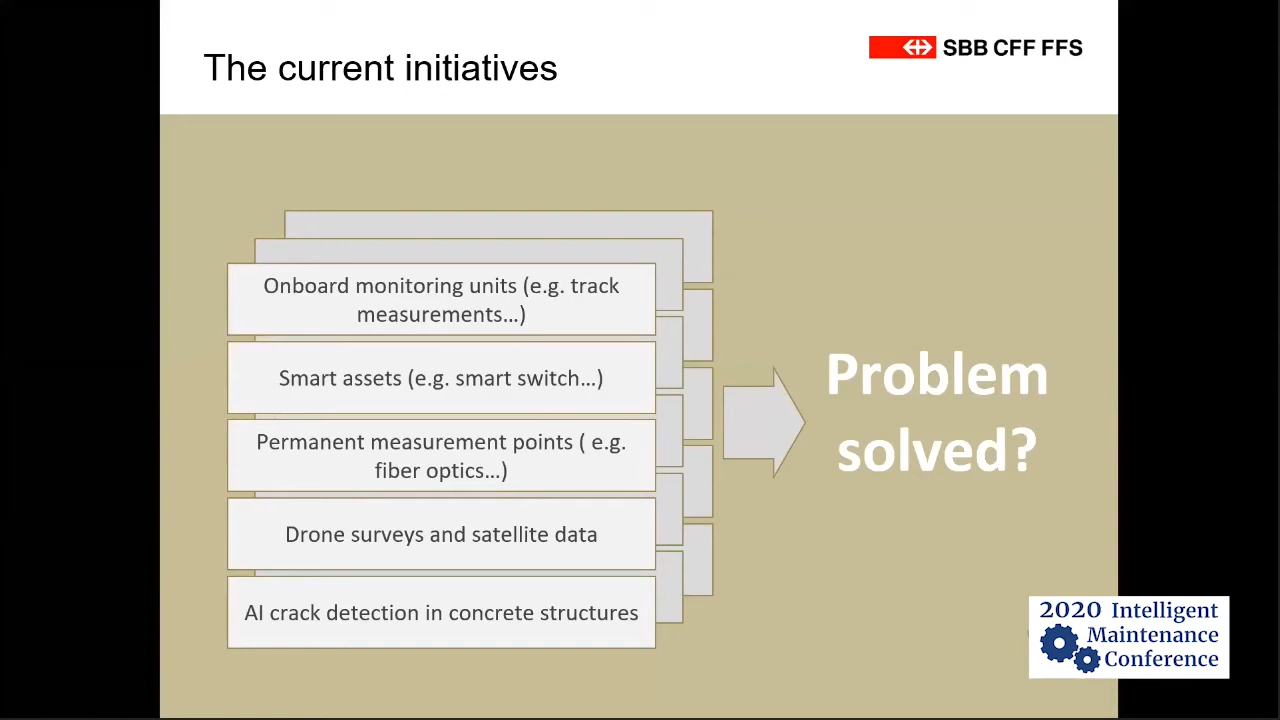 The current initiatives
SBB CFF FFS
Onboard monitoring units (e.g. track
measurements...)
Smart assets (e.g. smart switch...)
Permanent measurement points ( e.g.
fiber optics...)
Drone surveys and satellite data
AI crack detection in concrete structures
Problem
solved?
2020 Intelligent
Maintenance
Conference